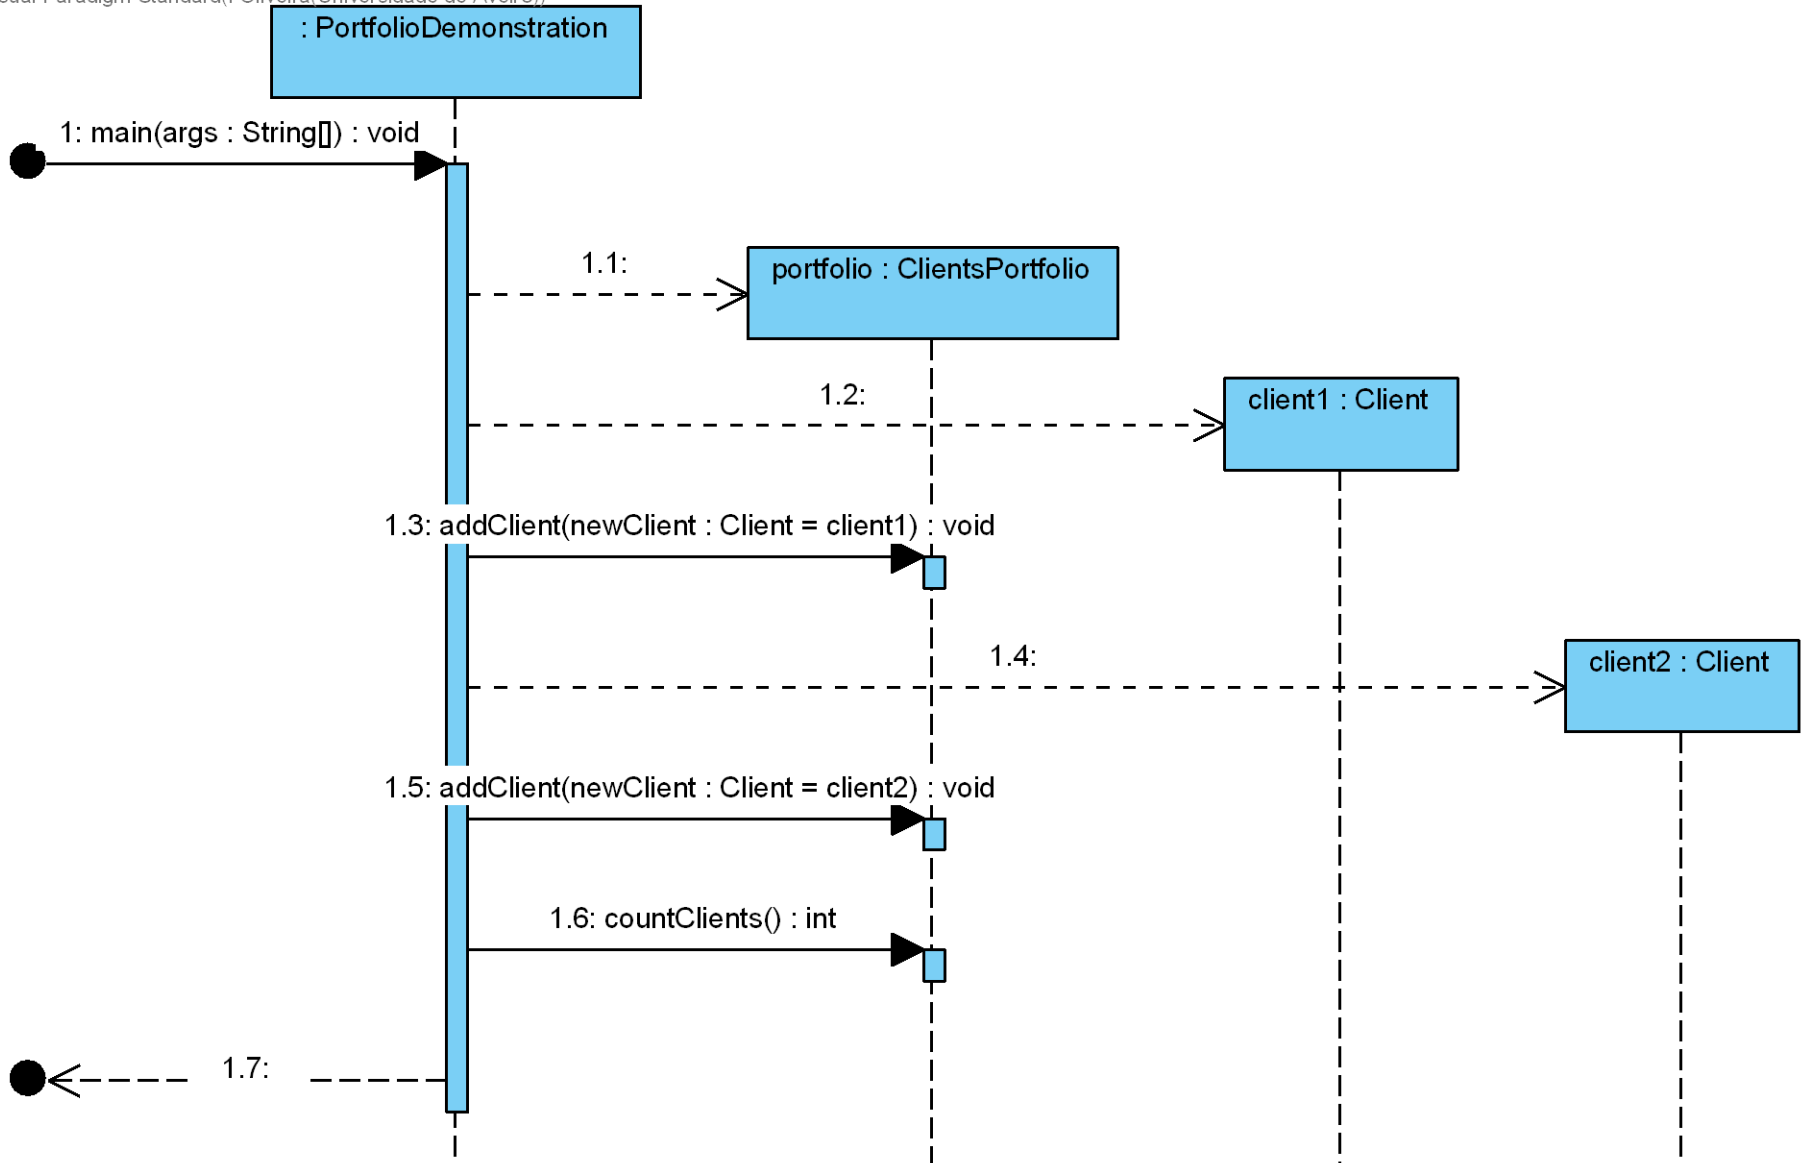 : PortfolioDemonstration
1: main(args : String[]) : void
1.1:
portfolio : ClientsPortfolio
1.2:
client1 : Client
1.3: addClient(newClient : Client = client1) : void
1.4:
client2 : Client
1.5: addClient(newClient : Client = client2) : void
1.6: countClients() : int
1.7: